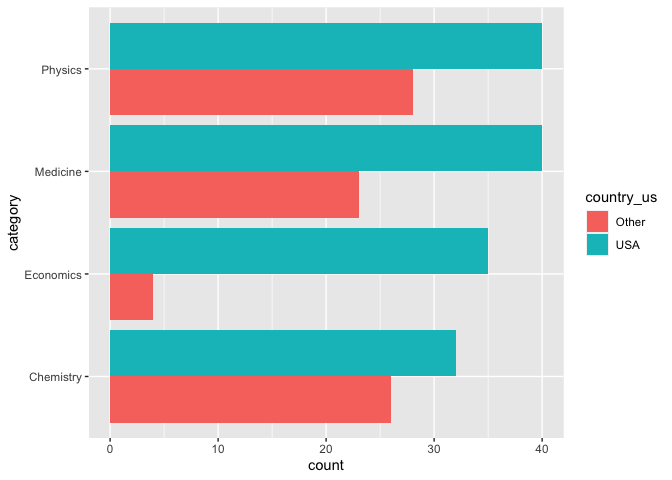 Physics
Medicine
Economics
Chemistry
category
0 10 20 30 40
count
country_us
Other
USA